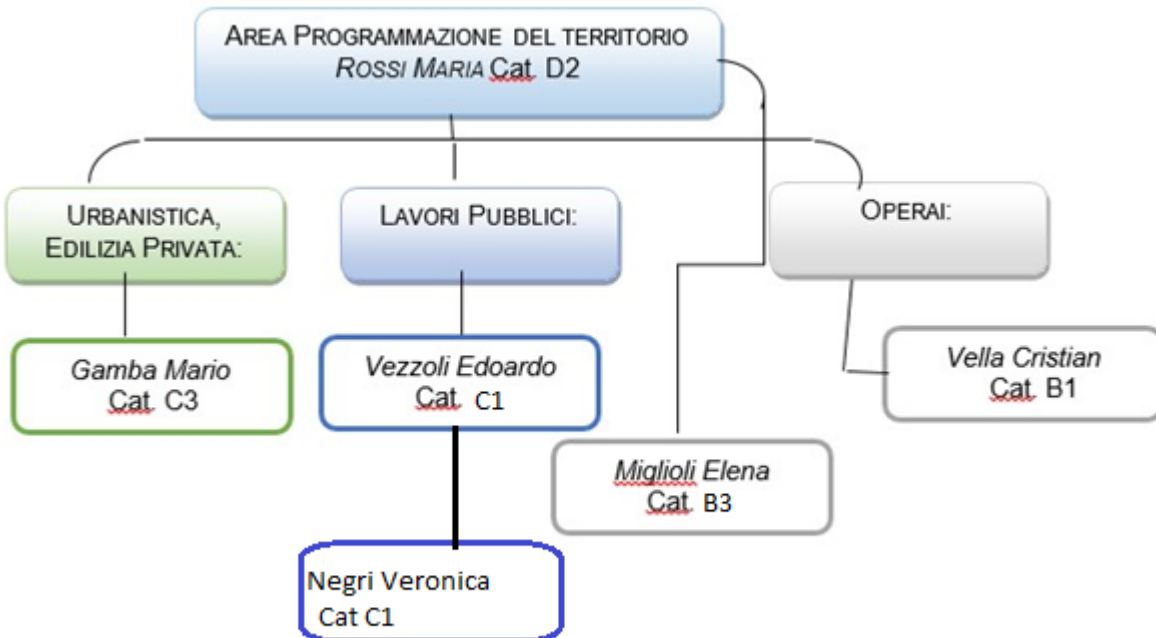 AREA PROGRAMMAZIONE DEL TERRITORIO
ROSSI MARIA Cat. D2
URBANISTICA,
EDILIZIA PRIVATA:
LAVORI PUBBLICI:
OPERAI:
Gamba Mario
Cat. C3
Vezzoli Edoardo
Cat. C1
Vella Cristian
Cat. B1
Miglioli Elena
Cat. B3
Negri Veronica
Cat C1